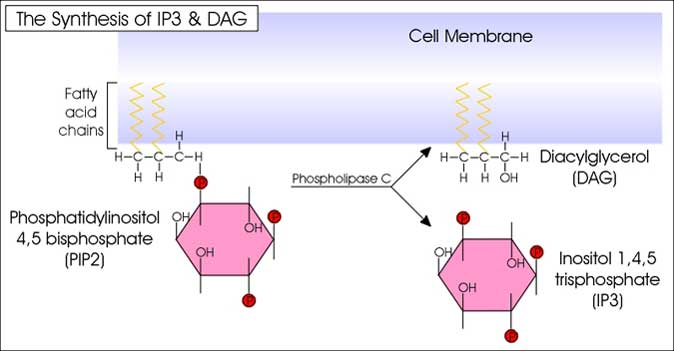 The Synthesis of IP3 & DAG
Cell Membrane
Fatty
acid
chains
H H
H-C-C-C-H H-C-C-C-H
H H H H OH
P
Phospholipase C
Diacylglycerol
(DAG)
Phosphatidylinositol
4,5 bisphosphate
(PIP2)
OH
P
OH
OH
P
P
OH
OH
P
OH
P
Inositol 1,4,5
trisphosphate
(IP3)